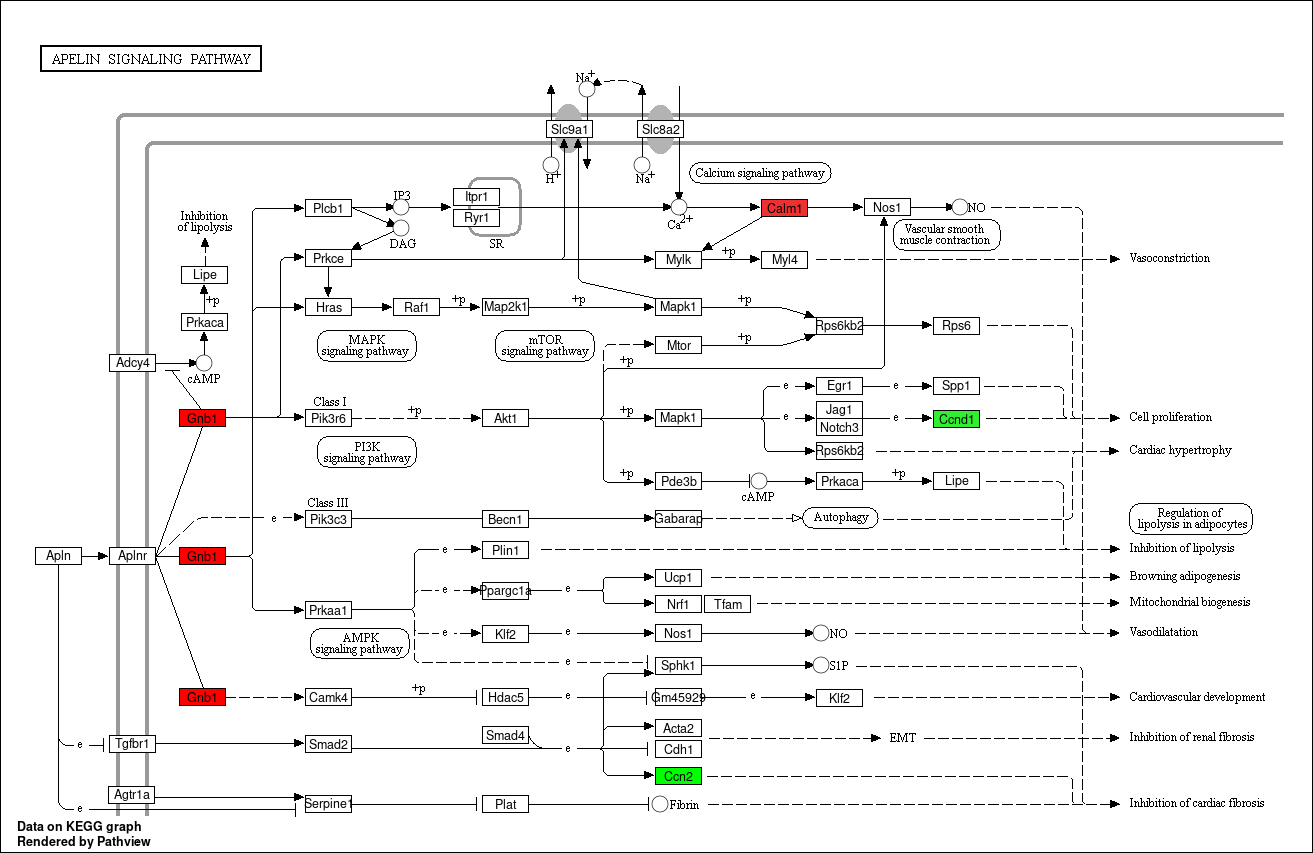 APELIN SIGNALING PATHWAY
Na+
Slc9a1
Slc8a2
H+
Na+
Calcium signaling pathway
Inhibition
of lipolysis
Plcb1
IP3
DAG
Itpr1
Ryr1
SR
Ca2+
Calm1
Nos1
NO
Vascular smooth
muscle contraction
Lipe
+p
Prkaca
cAMP
Adcy4
Prkce
Mylk
+p
Myl4
Vasoconstriction
Hras
Raf1
+p
Map2k1
+p
Mapk1
+p
Rps6kb2
Rps6
MAPK
signaling pathway
mTOR
signaling pathway
Mtor
+p
+p
Gnb1
Class I
Pik3r6
+p
Akt1
+p
Mapk1
e
Egr1
e
Spp1
e
Jag1
Notch3
e
Ccnd1
Cell proliferation
Rps6kb2
Cardiac hypertrophy
PI3K
signaling pathway
+p
Pde3b
cAMP
Prkaca
+p
Lipe
Class III
e
Pik3c3
Becn1
Gabarap
Autophagy
Regulation of
lipolysis in adipocytes
Apln
Aplnr
Gnb1
e
Plin1
Inhibition of lipolysis
e
Ppargc1a
e
Ucp1
Browning adipogenesis
Nrf1
Tfam
Mitochondrial biogenesis
Prkaa1
AMPK
signaling pathway
e
Klf2
e
Nos1
NO
Vasodilatation
e
Sphk1
S1P
Gnb1
Camk4
+p
Hdac5
e
Gm45929
e
Klf2
Cardiovascular development
e
Tgfbr1
Smad2
Smad4
e
Acta2
Cdh1
EMT
Inhibition of renal fibrosis
Ccn2
Agtr1a
e
Serpine1
Plat
Fibrin
Inhibition of cardiac fibrosis
Data on KEGG graph
Rendered by Pathview